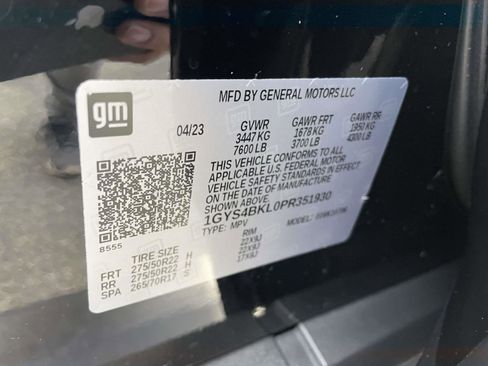 gm
MFD BY GENERAL MOTORS LLC
04/23 GVWR GAWR FRT GAWR RR
3447 KG 1678 KG 1950 KG
7600 LB 3700 LB 4300 LB
THIS VEHICLE CONFORMS TO ALL
APPLICABLE U.S. FEDERAL MOTOR
VEHICLE SAFETY STANDARDS IN EFFECT
ON THE DATE OF MANUFACTURE SHOWN ABOVE.
1GYS4BKL0PR351930
8555
TYPE: MPV MODEL:
TIRE SIZE RIM
FRT 275/50R22 H 22X9J
RR 275/50R22 H 22X9J
SPA 265/70R17 S 17X8J